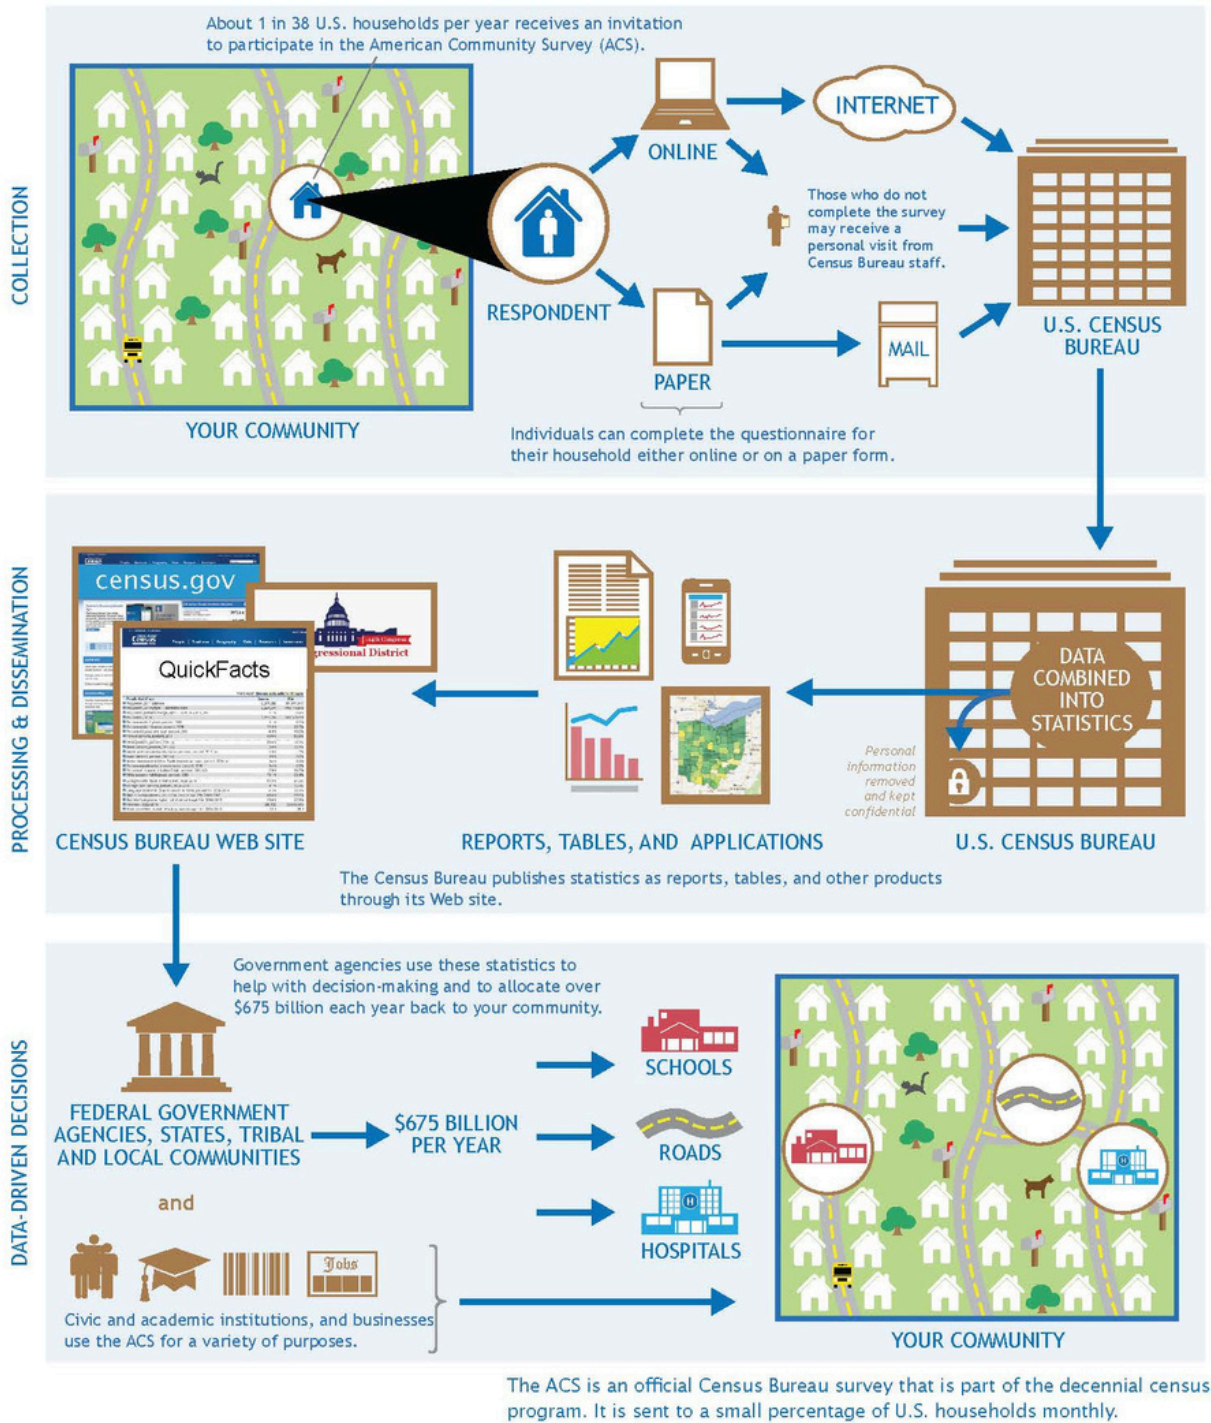 About 1 in 38 U.S. households per year receives an invitation
to participate in the American Community Survey (ACS).
COLLECTION
YOUR COMMUNITY
RESPONDENT
ONLINE
INTERNET
Those who do not
complete the survey
may receive a
personal visit from
Census Bureau staff.
PAPER
MAIL
U.S. CENSUS
BUREAU
Individuals can complete the questionnaire for
their household either online or on a paper form.
PROCESSING & DISSEMINATION
census.gov
gressional District
QuickFacts
CENSUS BUREAU WEB SITE
REPORTS, TABLES, AND APPLICATIONS
DATA
COMBINED
INTO
STATISTICS
Personal
information
removed
and kept
confidential
U.S. CENSUS BUREAU
The Census Bureau publishes statistics as reports, tables, and other products
through its Web site.
DATA-DRIVEN DECISIONS
Government agencies use these statistics to
help with decision-making and to allocate over
$675 billion each year back to your community.
FEDERAL GOVERNMENT
AGENCIES, STATES, TRIBAL
AND LOCAL COMMUNITIES
$675 BILLION
PER YEAR
SCHOOLS
ROADS
H
HOSPITALS
and
Jobs
Civic and academic institutions, and businesses
use the ACS for a variety of purposes.
H
YOUR COMMUNITY
The ACS is an official Census Bureau survey that is part of the decennial census
program. It is sent to a small percentage of U.S. households monthly.